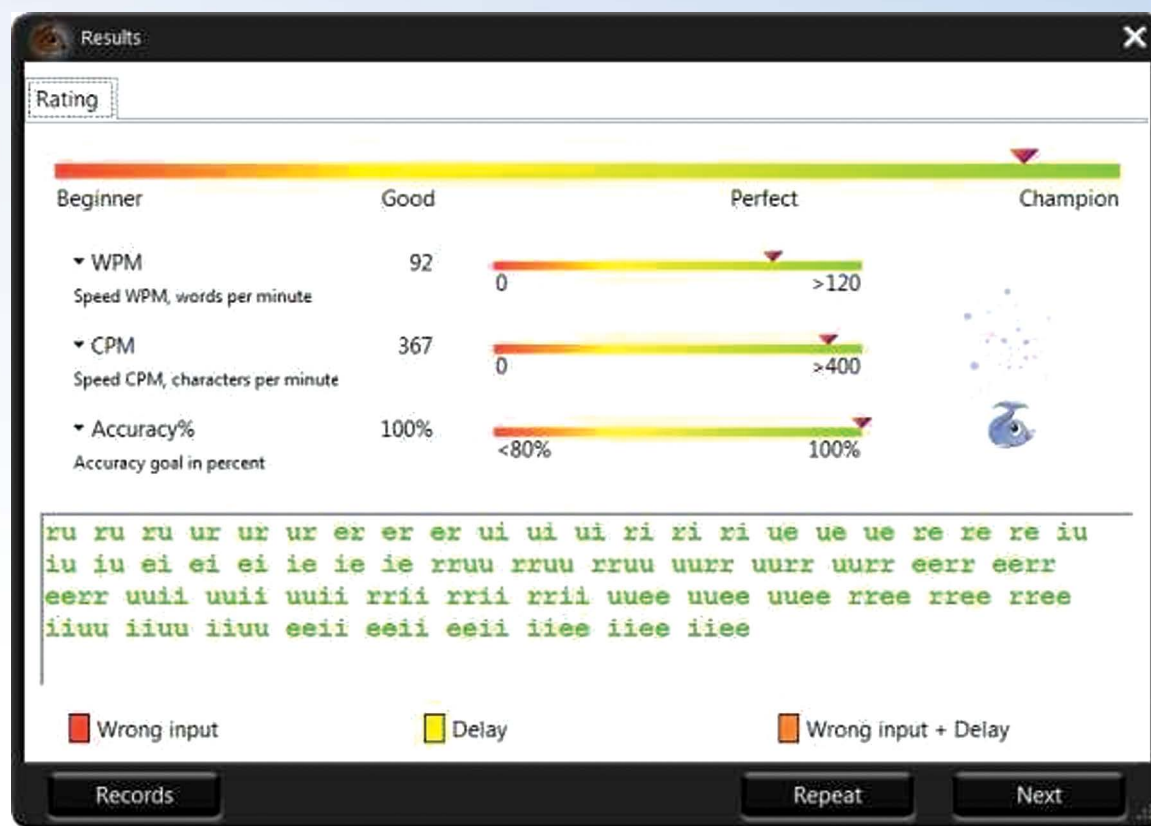 Results
Rating
Beginner Good Perfect Champion
WPM 92
0 >120
Speed WPM, words per minute
CPM 367
0 >400
Speed CPM, characters per minute
Accuracy% 100%
<80% 100%
Accuracy goal in percent
ru ru ru ur ur ur er er er ui ui ui ri ri ri ue ue ue re re re iu
iu iu ei ei ei ie ie ie rruu rruu rruu uurr uurr uurr eerr eerr
eerr uuii uuii uuii rrii rrii rrii uuee uuee uuee rree rree rree
iiuu iiuu iiuu eeii eeii eeii iiee iiee iiee
Wrong input Delay Wrong input + Delay
Records Repeat Next